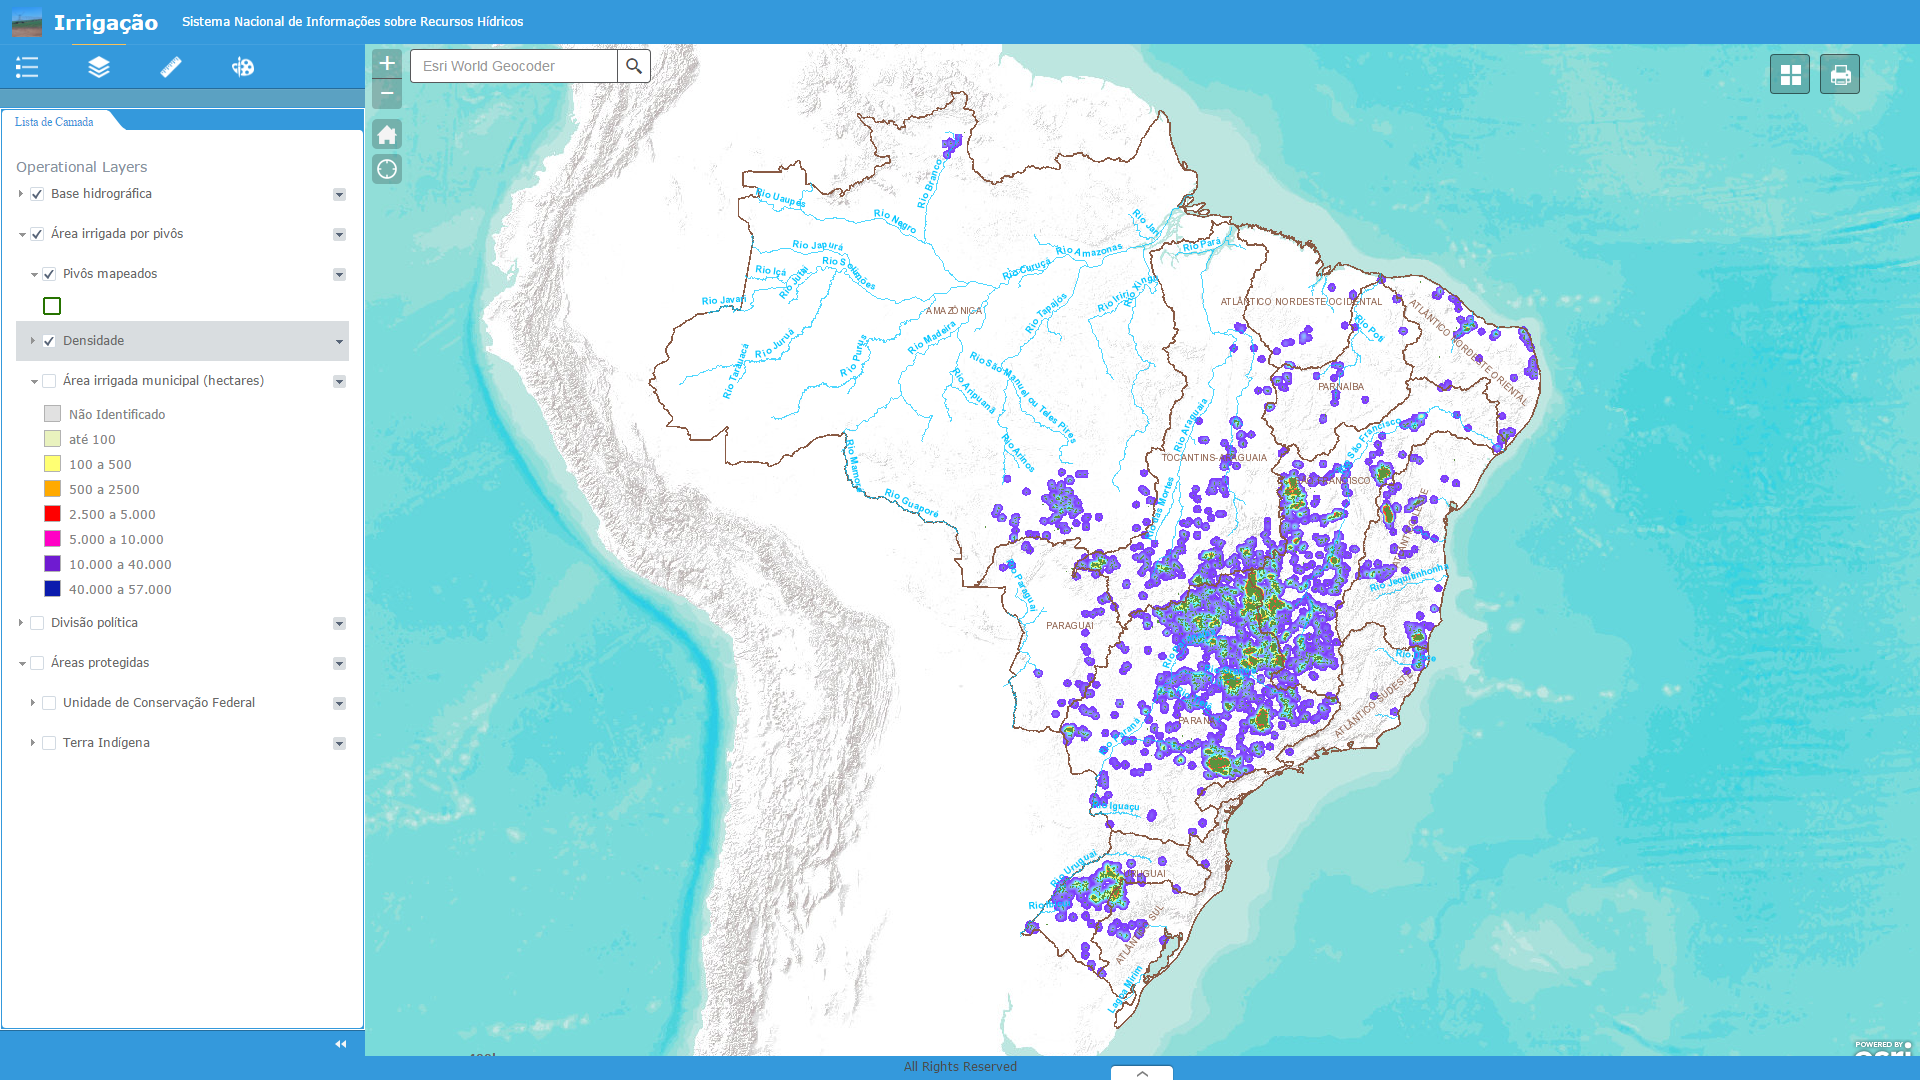 Irrigação
Sistema Nacional de Informações sobre Recursos Hídricos
Esri World Geocoder
Lista de Camada
Operational Layers
Base hidrográfica
Área irrigada por pivôs
Pivôs mapeados
Densidade
Área irrigada municipal (hectares)
Não Identificado
até 100
100 a 500
500 a 2500
2.500 a 5.000
5.000 a 10.000
10.000 a 40.000
40.000 a 57.000
Divisão política
Áreas protegidas
Unidade de Conservação Federal
Terra Indígena
Rio Branco
Rio Uaupés
Rio Negro
Rio Jari
Rio Japurá
Rio Solimões
Rio Içá
Rio Jutaí
Rio Javari
Rio Amazonas
Rio Curuçá
Rio Pará
Rio Iriri
Rio Xingu
AMAZÔNICA
Rio Tapajós
Rio Madeira
Rio Purus
Rio Juruá
Rio Tarauacá
Rio São Manuel ou Teles Pires
Rio Aripuanã
Rio Arinos
Rio Mamoré
Rio Guaporé
ATLÂNTICO NORDESTE OCIDENTAL
ATLÂNTICO NORDESTE ORIENTAL
Rio Poti
PARNAÍBA
Rio Araguaia
TOCANTINS-ARAGUAIA
São Francisco
Rio das Mortes
Rio Jequitinhonha
Rio Paraguai
PARAGUAI
PARANÁ
Rio Paraná
ATLÂNTICO SUDESTE
Rio Iguaçu
Rio Uruguai
URUGUAI
ATLÂNTICO SUL
Lagoa Mirim
POWERED BY
esri
All Rights Reserved